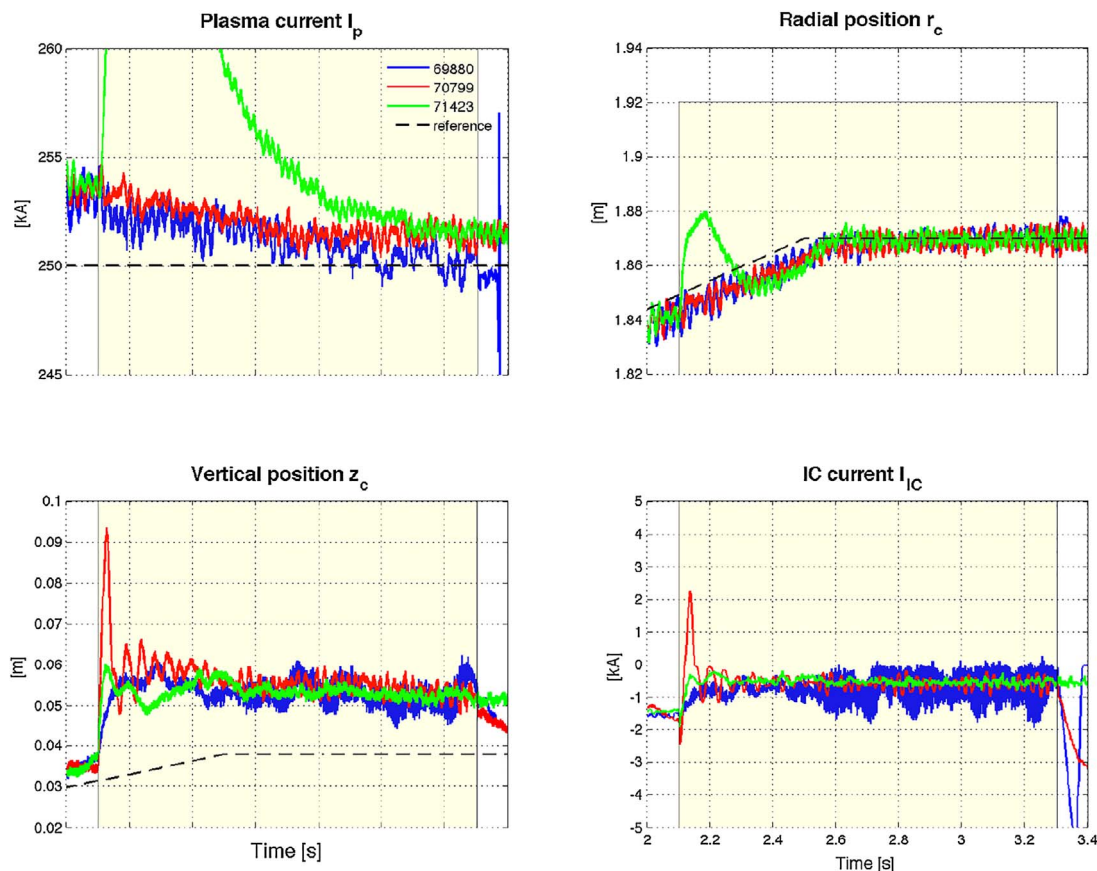 Plasma current I_p
260
255
250
245
[kA]
69880
70799
71423
reference
Radial position r_c
1.94
1.92
1.9
1.88
1.86
1.84
1.82
[m]
Vertical position z_c
0.1
0.09
0.08
0.07
0.06
0.05
0.04
0.03
0.02
[m]
Time [s]
IC current I_IC
5
4
3
2
1
0
-1
-2
-3
-4
-5
[kA]
2 2.2 2.4 2.6 2.8 3 3.2 3.4
Time [s]